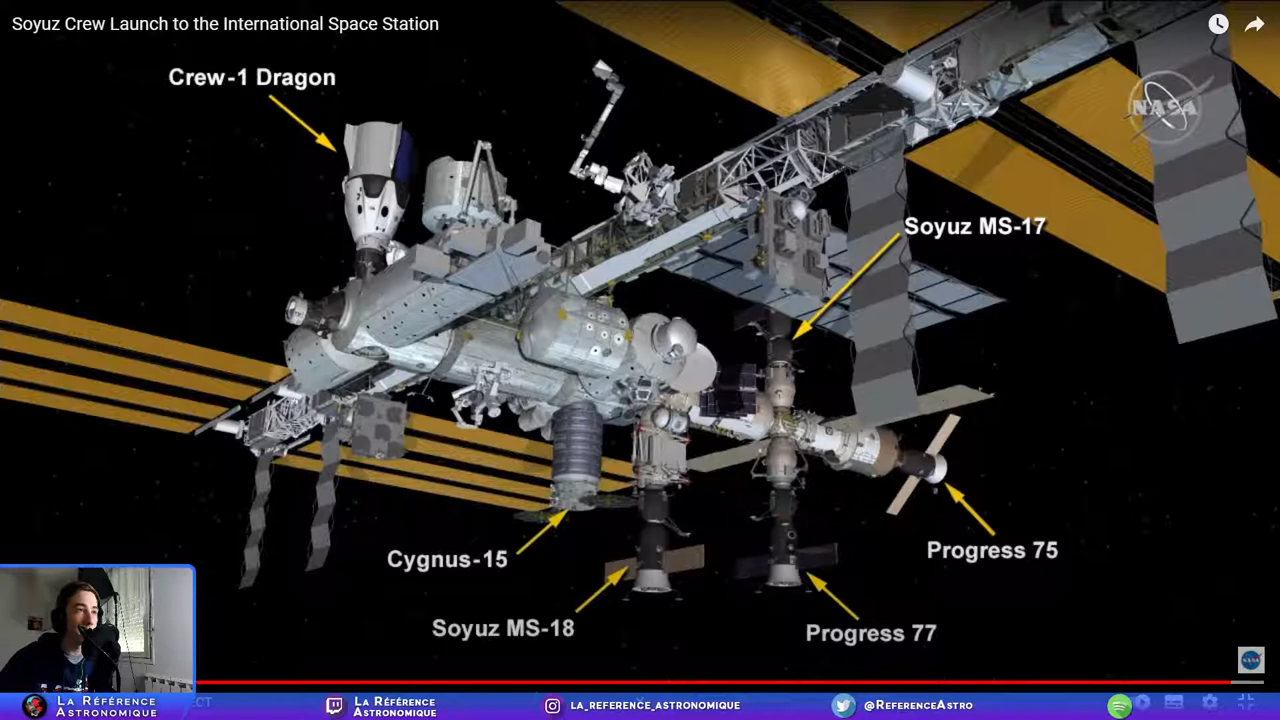 Soyuz Crew Launch to the International Space Station
Crew-1 Dragon
NASA
Soyuz MS-17
Cygnus-15
Progress 75
Soyuz MS-18
Progress 77
NASA
LA RÉFÉRENCE
ASTRONOMIQUE
LA RÉFÉRENCE
ASTRONOMIQUE
LA_REFERENCE_ASTRONOMIQUE
@REFERENCEASTRO